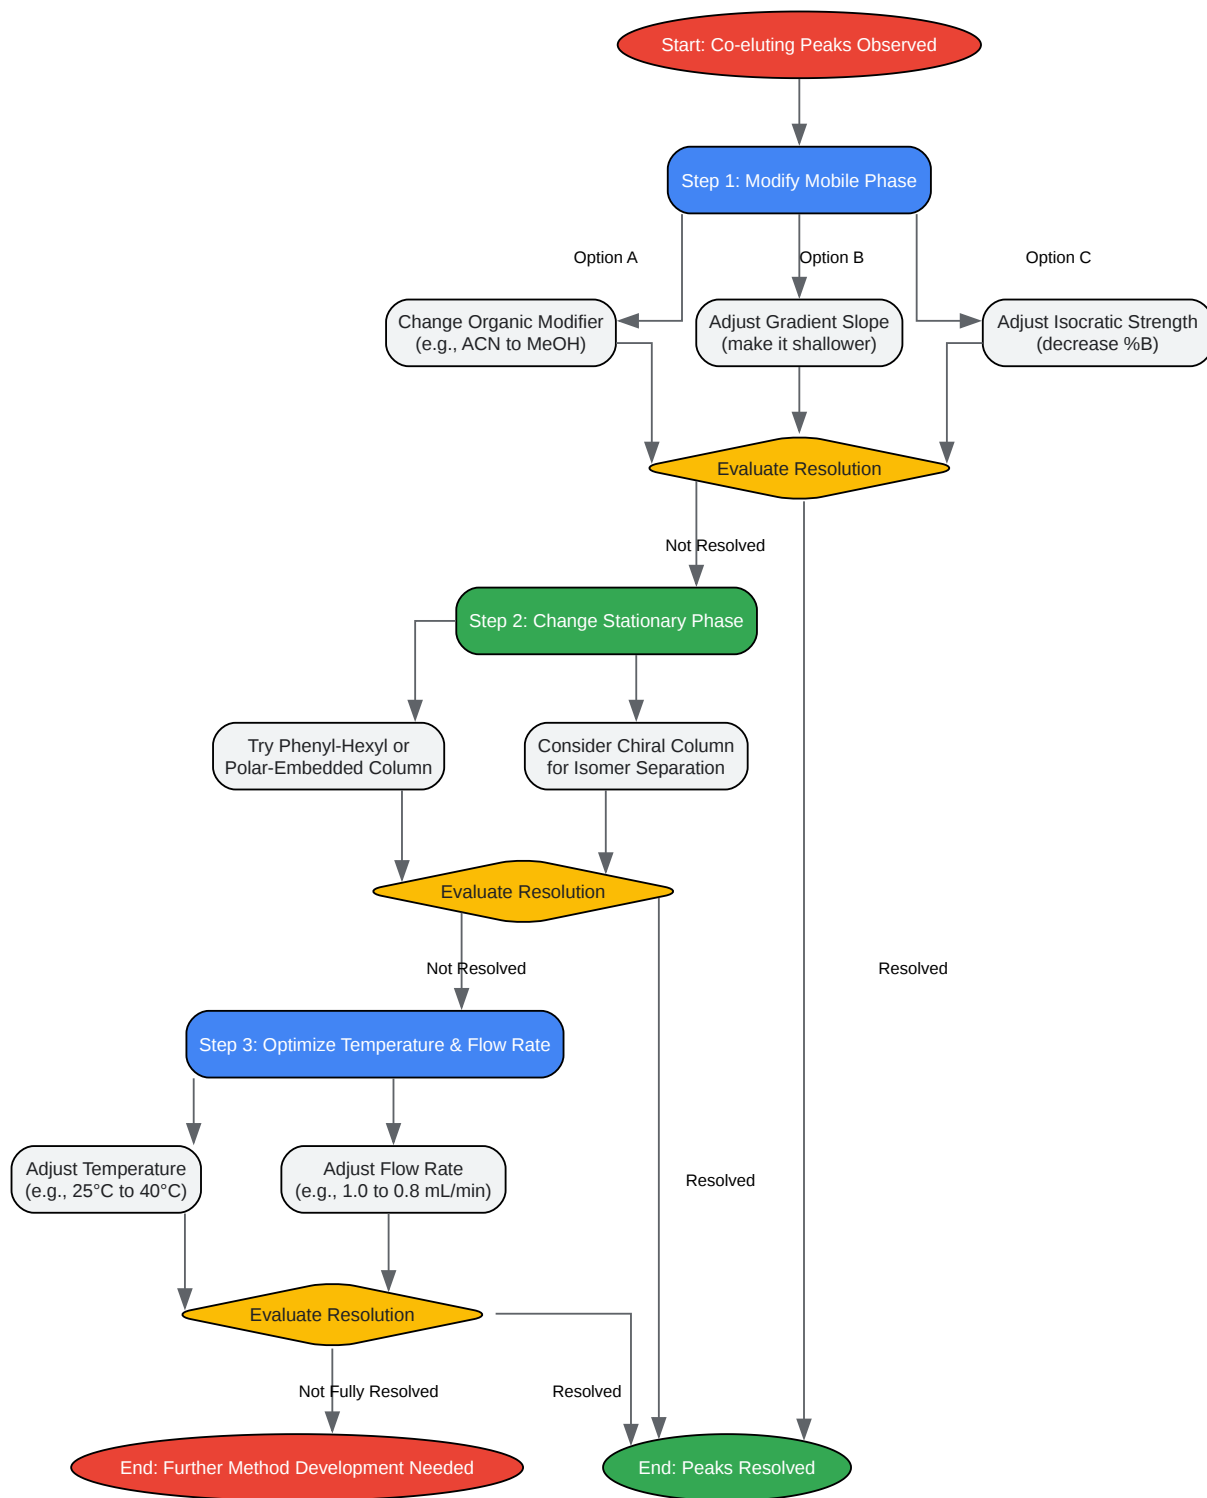 Start: Co-eluting Peaks Observed
Step 1: Modify Mobile Phase
Option A
Option B
Option C
Change Organic Modifier
(e.g., ACN to MeOH)
Adjust Gradient Slope
(make it shallower)
Adjust Isocratic Strength
(decrease %B)
Evaluate Resolution
Not Resolved
Step 2: Change Stationary Phase
Try Phenyl-Hexyl or
Polar-Embedded Column
Consider Chiral Column
for Isomer Separation
Evaluate Resolution
Not Resolved
Resolved
Step 3: Optimize Temperature & Flow Rate
Adjust Temperature
(e.g., 25°C to 40°C)
Adjust Flow Rate
(e.g., 1.0 to 0.8 mL/min)
Resolved
Evaluate Resolution
Not Fully Resolved
Resolved
End: Further Method Development Needed
End: Peaks Resolved